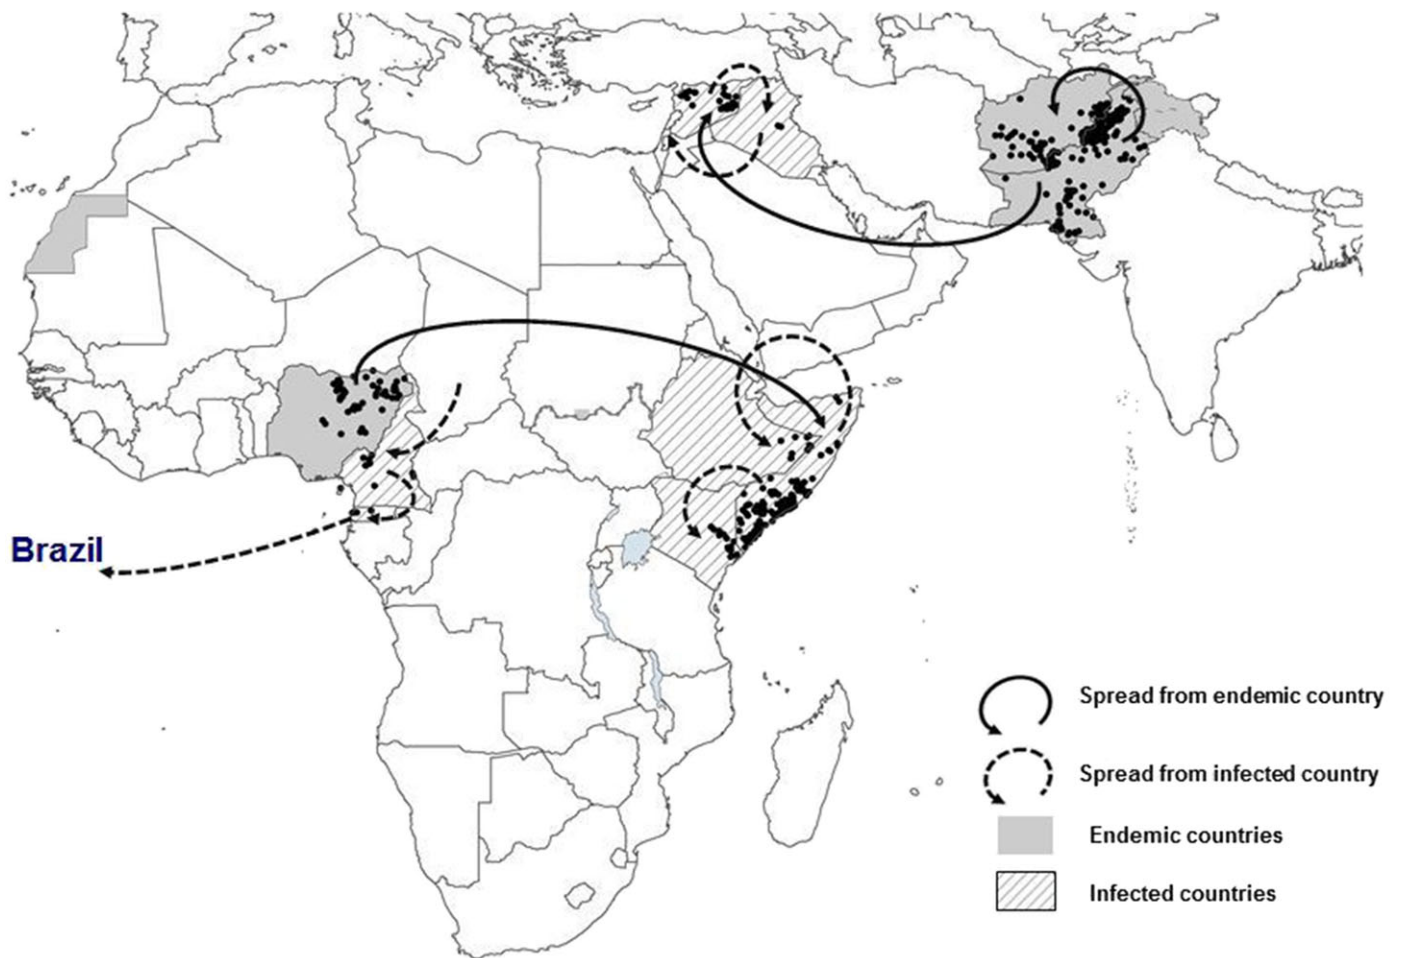 Brazil
Spread from endemic country
Spread from infected country
Endemic countries
Infected countries